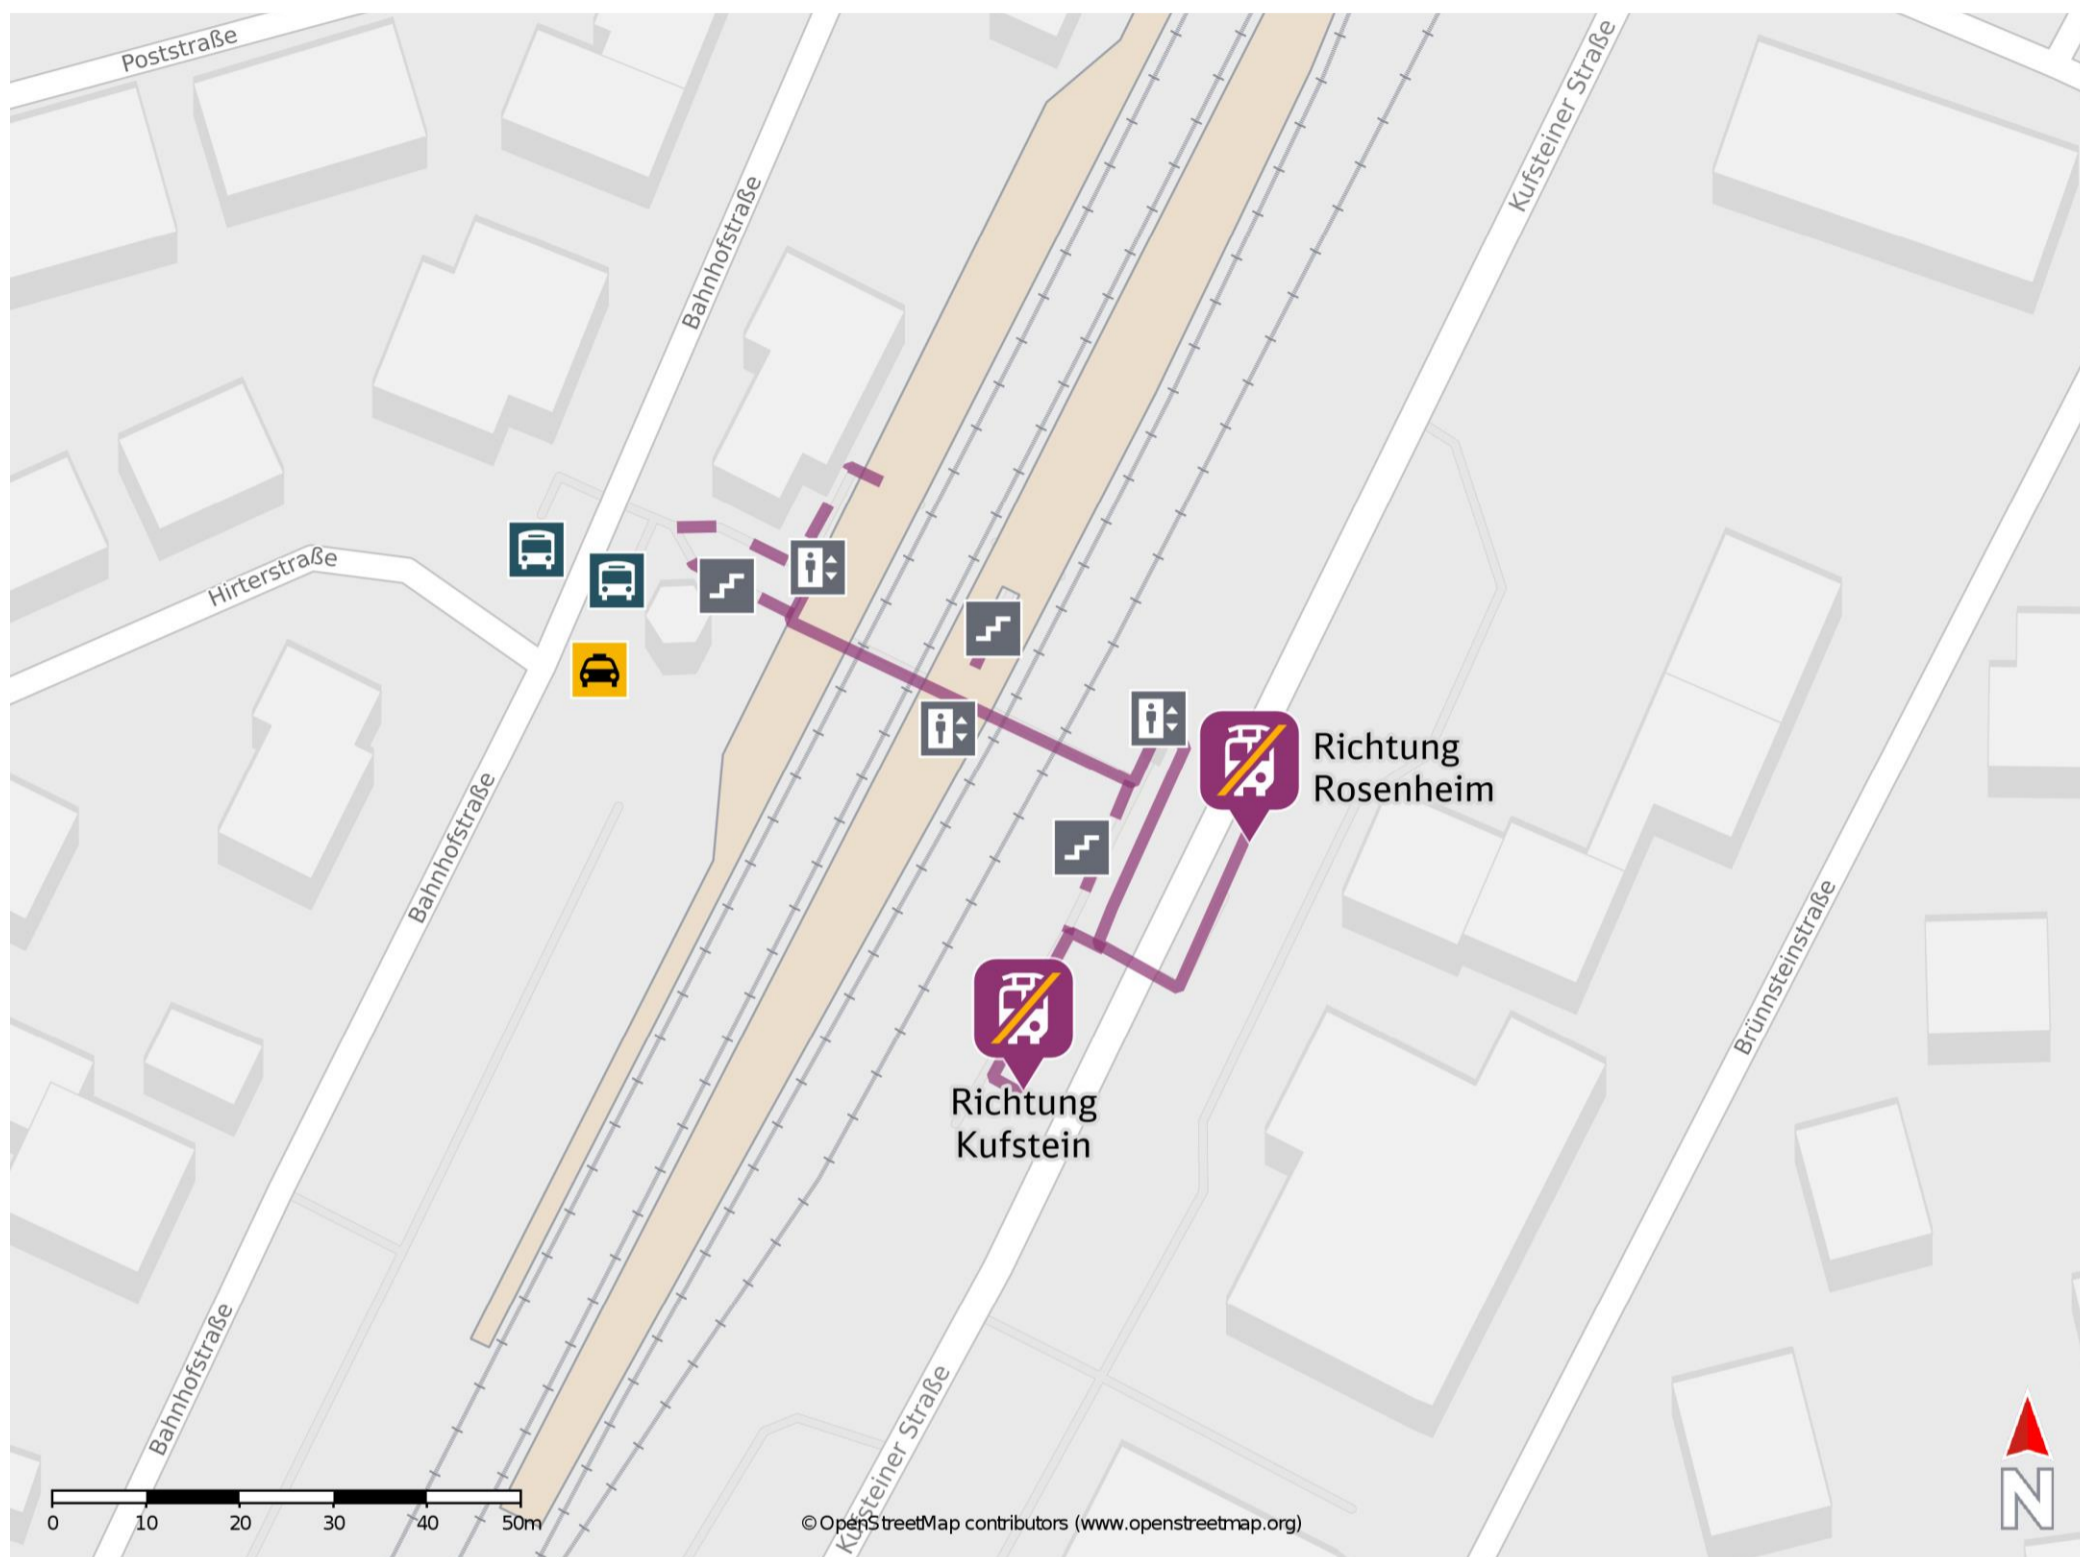 Poststraße
Kufsteiner Straße
Bahnhofstraße
Hirterstraße
Richtung
Rosenheim
Bahnhofstraße
Brünnsteinstraße
Richtung
Kufstein
Bahnhofstraße
Kufsteiner Straße
0 10 20 30 40 50m
© OpenStreetMap contributors (www.openstreetmap.org)
N